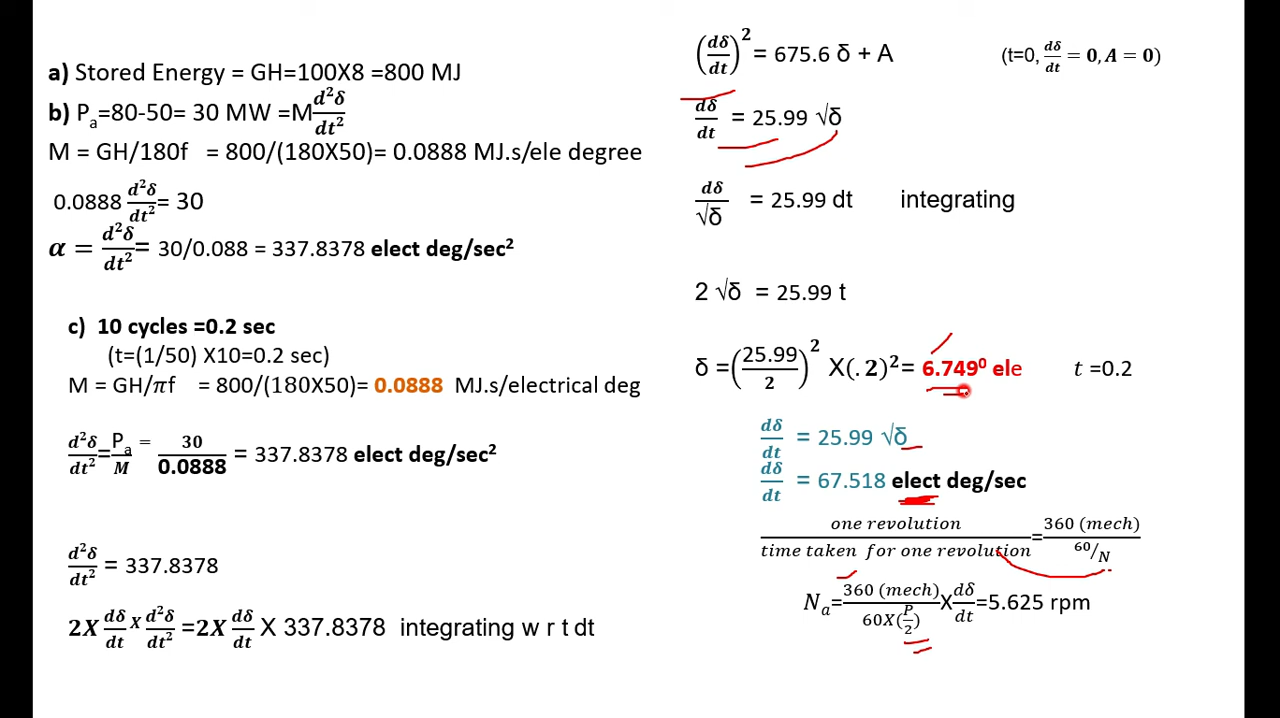 a) Stored Energy = GH=100X8 =800 MJ
b) Pₐ=80-50= 30 MW =M d²δ/dt²
M = GH/180f = 800/(180X50)= 0.0888 MJ.s/ele degree
0.0888 d²δ/dt² = 30
α = d²δ/dt² = 30/0.088 = 337.8378 elect deg/sec²
c) 10 cycles =0.2 sec
(t=(1/50) X10=0.2 sec)
M = GH/πf = 800/(180X50)= 0.0888 MJ.s/electrical deg
d²δ/dt² = Pₐ/M = 30/0.0888 = 337.8378 elect deg/sec²
d²δ/dt² = 337.8378
2X dδ/dt X d²δ/dt² =2X dδ/dt X 337.8378 integrating w r t dt
(dδ/dt)² = 675.6 δ + A (t=0, dδ/dt = 0, A = 0)
dδ/dt = 25.99 √δ
dδ/√δ = 25.99 dt integrating
2 √δ = 25.99 t
δ =(25.99/2)² X(.2)²= 6.749⁰ ele t =0.2
dδ/dt = 25.99 √δ
dδ/dt = 67.518 elect deg/sec
one revolution/time taken for one revolution = 360 (mech)/60/N
Nₐ= 360 (mech)/60X(P/2) X dδ/dt =5.625 rpm